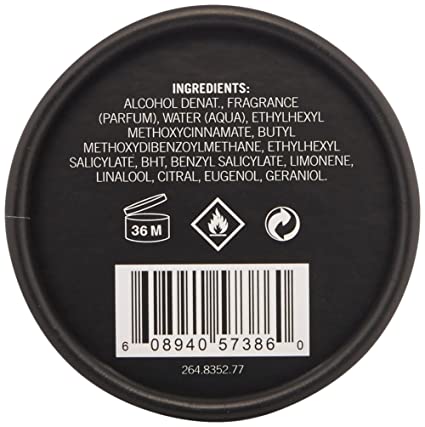 INGREDIENTS:
ALCOHOL DENAT., FRAGRANCE
(PARFUM), WATER (AQUA), ETHYLHEXYL
METHOXYCINNAMATE, BUTYL
METHOXYDIBENZOYLMETHANE, ETHYLHEXYL
SALICYLATE, BHT, BENZYL SALICYLATE, LIMONENE,
LINALOOL, CITRAL, EUGENOL, GERANIOL.
36 M
6 08940 57386 0
264.8352.77